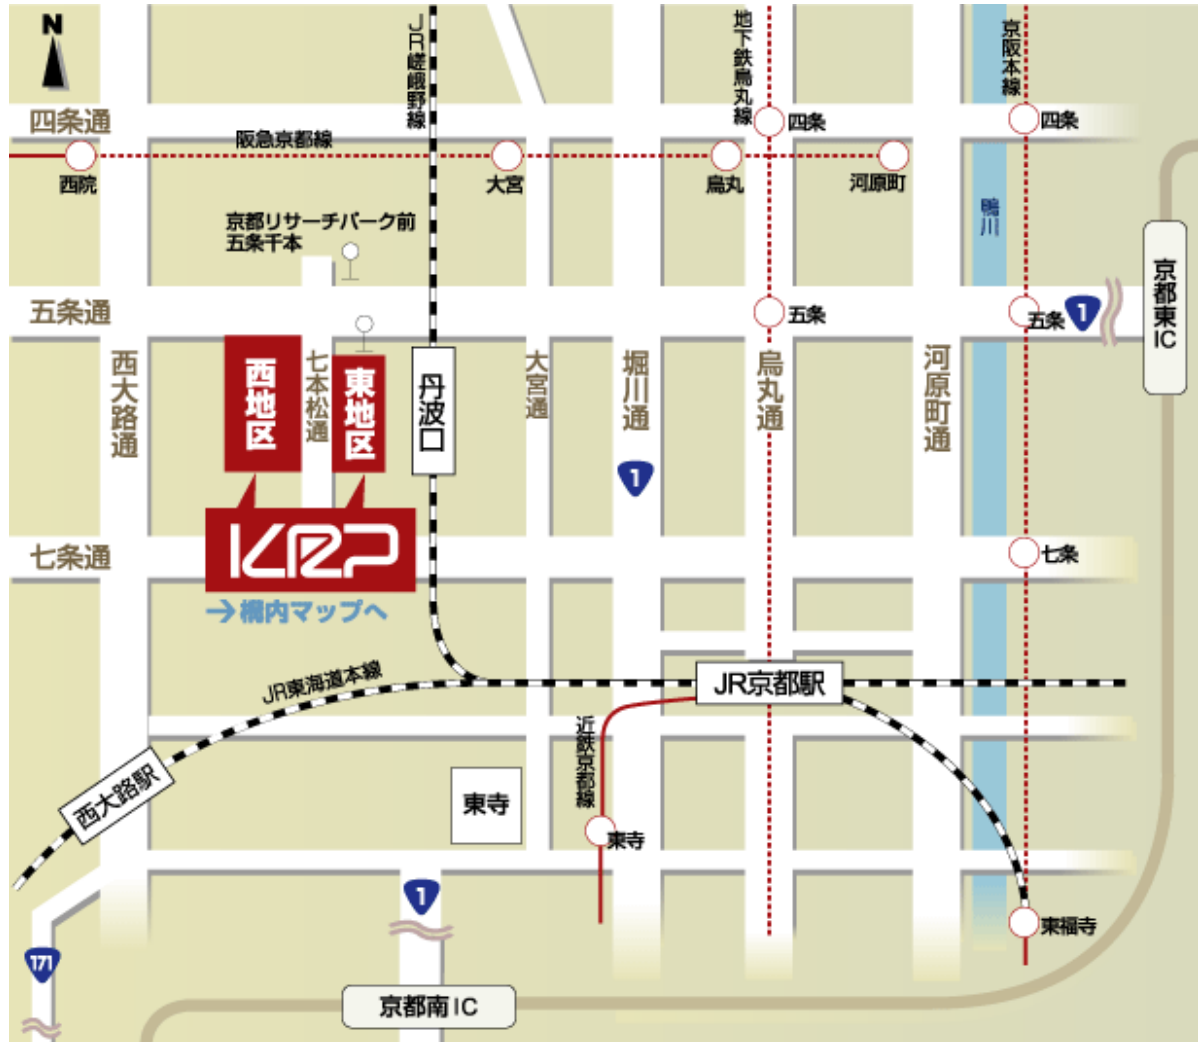 N
JR嵯峨野線
地下鉄烏丸線
京阪本線
四条通
阪急京都線
四条
四条
西院
大宮
烏丸
河原町
鴨川
京都リサーチパーク前
五条千本
京都東IC
五条通
五条
五条
1
西大路通
西地区
七本松通
東地区
丹波口
大宮通
堀川通
烏丸通
河原町通
1
七条通
KRP
七条
→構内マップへ
JR東海道本線
JR京都駅
近鉄京都線
西大路駅
東寺
東寺
1
東福寺
171
京都南IC